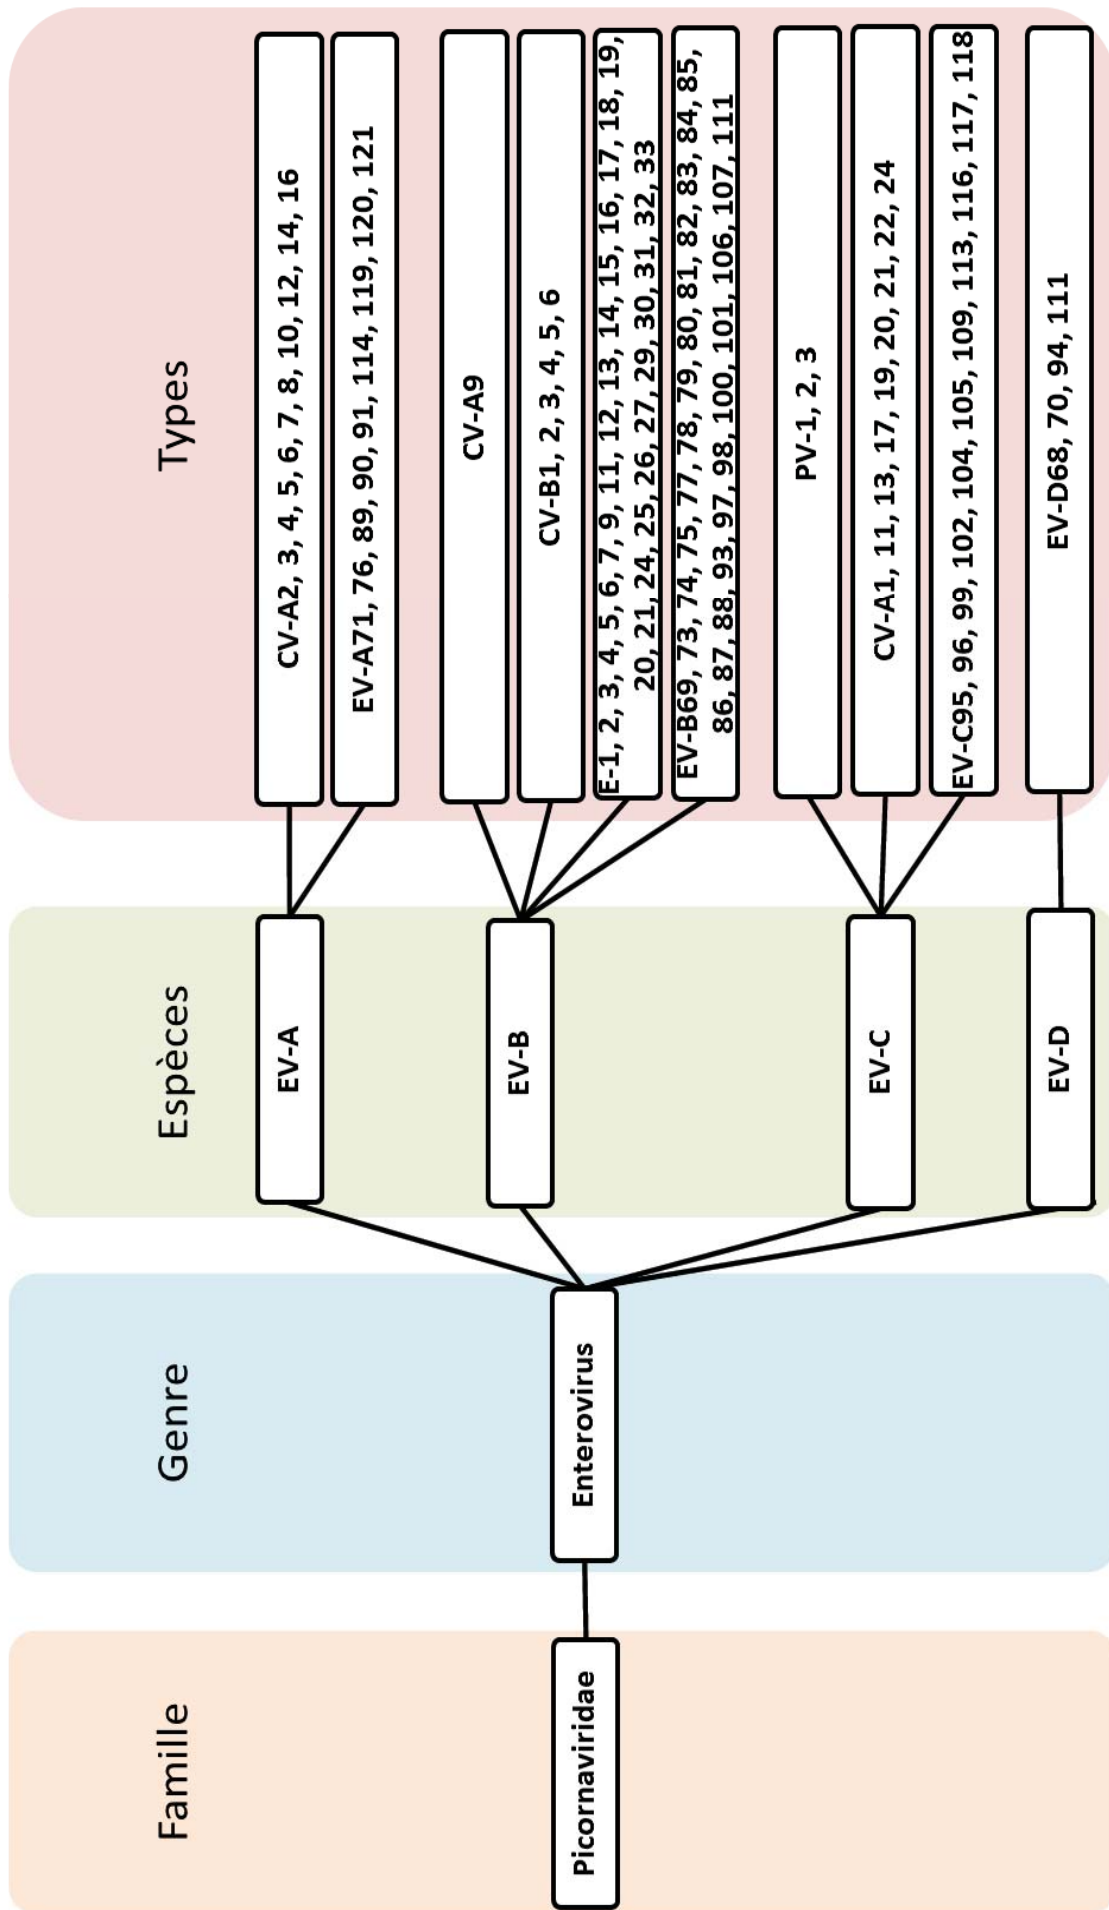 Famille
Genre
Espèces
Types
Picornaviridae
Enterovirus
EV-A
EV-B
EV-C
EV-D
CV-A2, 3, 4, 5, 6, 7, 8, 10, 12, 14, 16
EV-A71, 76, 89, 90, 91, 114, 119, 120, 121
CV-A9
CV-B1, 2, 3, 4, 5, 6
E-1, 2, 3, 4, 5, 6, 7, 9, 11, 12, 13, 14, 15, 16, 17, 18, 19,
20, 21, 24, 25, 26, 27, 29, 30, 31, 32, 33
EV-B69, 73, 74, 75, 77, 78, 79, 80, 81, 82, 83, 84, 85,
86, 87, 88, 93, 97, 98, 100, 101, 106, 107, 111
PV-1, 2, 3
CV-A1, 11, 13, 17, 19, 20, 21, 22, 24
EV-C95, 96, 99, 102, 104, 105, 109, 113, 116, 117, 118
EV-D68, 70, 94, 111